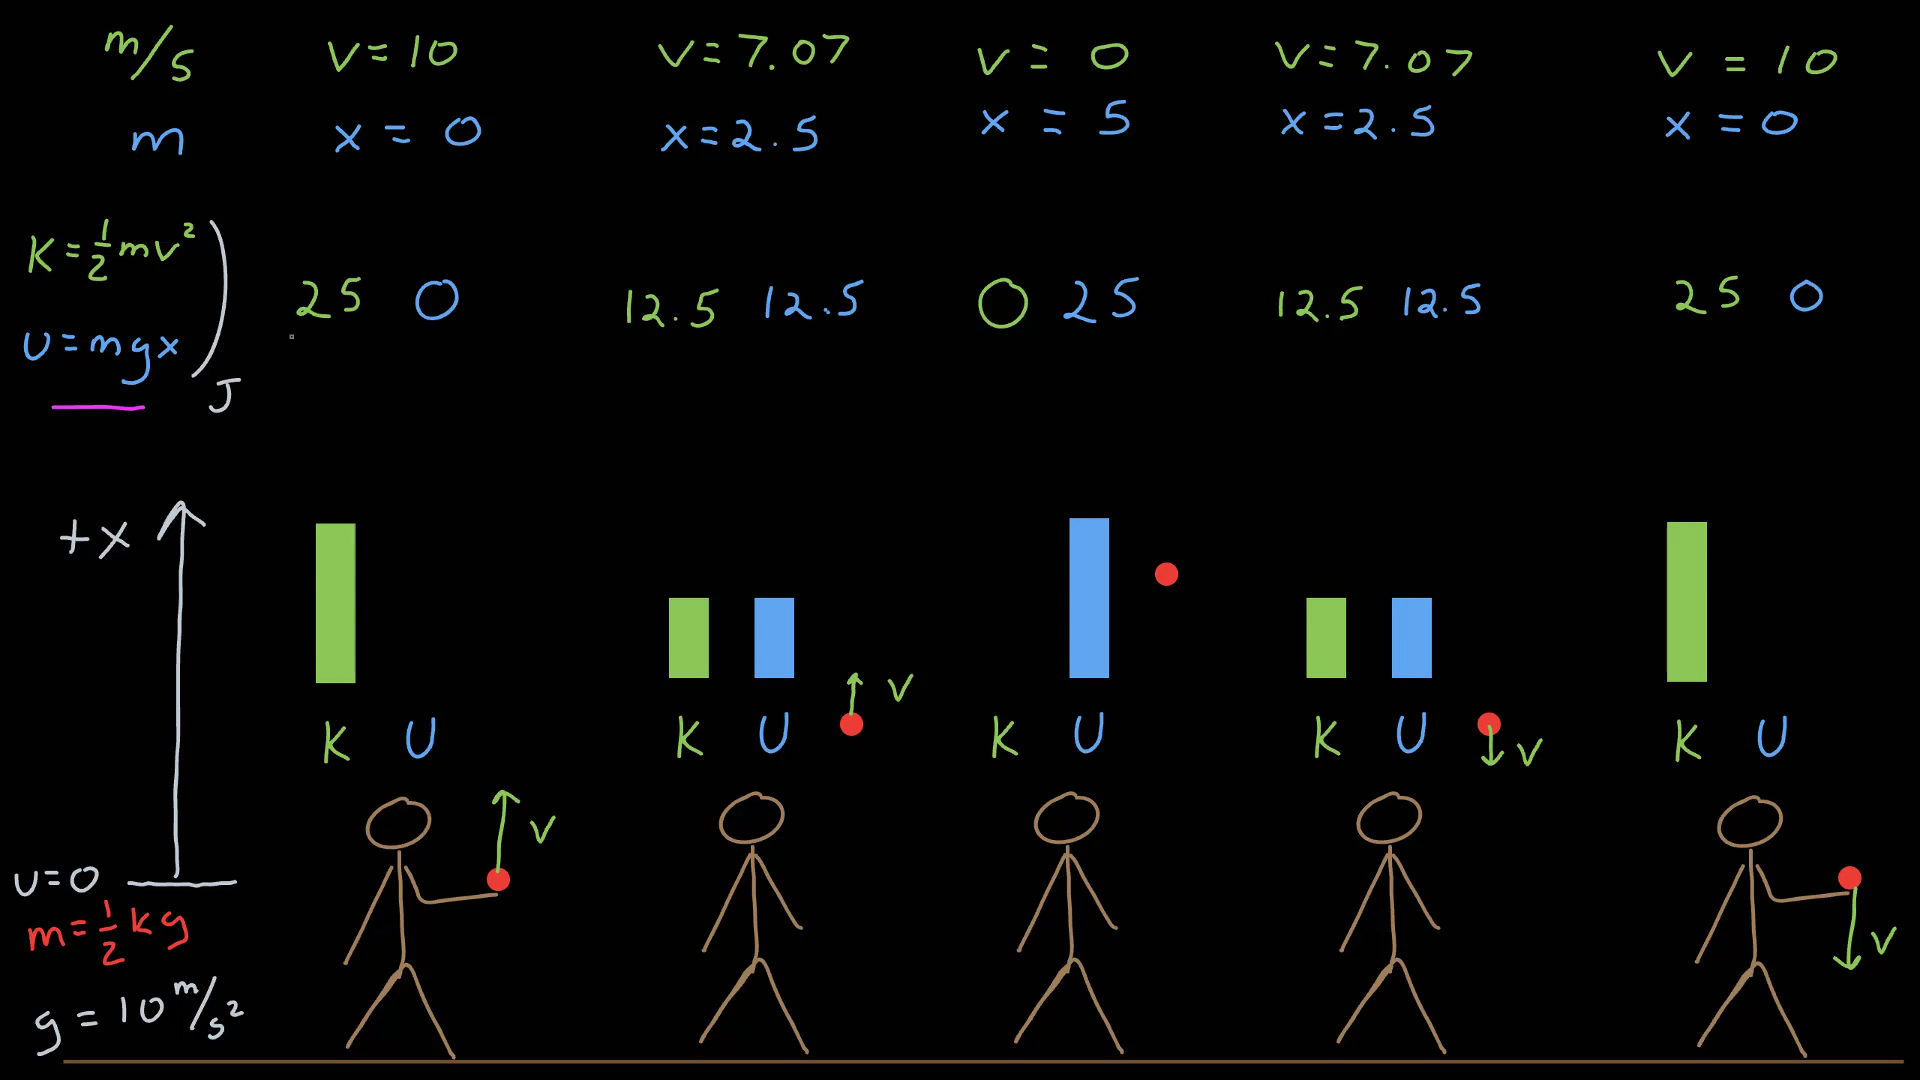 m/s v=10 v=7.07 v=0 v=7.07 v=10
m x=0 x=2.5 x=5 x=2.5 x=0
K=½mv²
25 0 12.5 12.5 0 25 12.5 12.5 25 0
U=mgx
J
+x
v
K U K U K U K U K U
v
v
v
U=0
m=½kg
g=10 m/s²